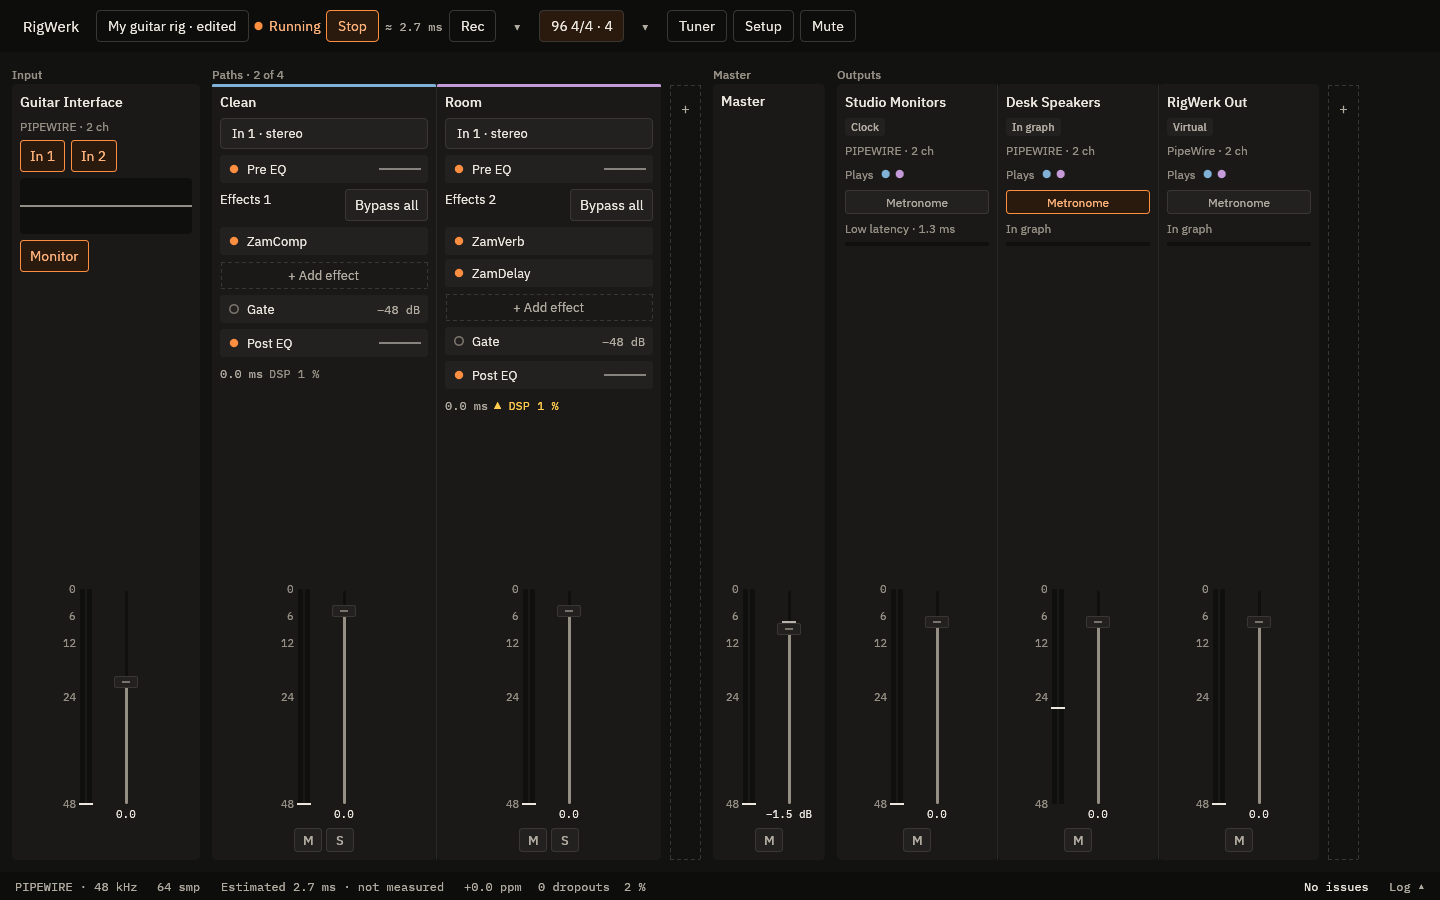 RigWerk
My guitar rig · edited
Running
Stop
≈ 2.7 ms
Rec
▾
96 4/4 · 4
▾
Tuner
Setup
Mute
Input
Guitar Interface
PIPEWIRE · 2 ch
In 1
In 2
Monitor
0
6
12
24
48
0.0
Paths · 2 of 4
Clean
In 1 · stereo
Pre EQ
Effects 1
Bypass all
ZamComp
+ Add effect
Gate
−48 dB
Post EQ
0.0 ms DSP 1 %
0
6
12
24
48
0.0
M
S
Room
In 1 · stereo
Pre EQ
Effects 2
Bypass all
ZamVerb
ZamDelay
+ Add effect
Gate
−48 dB
Post EQ
0.0 ms ▲ DSP 1 %
0
6
12
24
48
0.0
M
S
+
Master
Master
0
6
12
24
48
−1.5 dB
M
Outputs
Studio Monitors
Clock
PIPEWIRE · 2 ch
Plays
Metronome
Low latency · 1.3 ms
0
6
12
24
48
0.0
M
Desk Speakers
In graph
PIPEWIRE · 2 ch
Plays
Metronome
In graph
0
6
12
24
48
0.0
M
RigWerk Out
Virtual
PipeWire · 2 ch
Plays
Metronome
In graph
0
6
12
24
48
0.0
M
+
PIPEWIRE · 48 kHz
64 smp
Estimated 2.7 ms · not measured
+0.0 ppm
0 dropouts
2 %
No issues
Log ▴